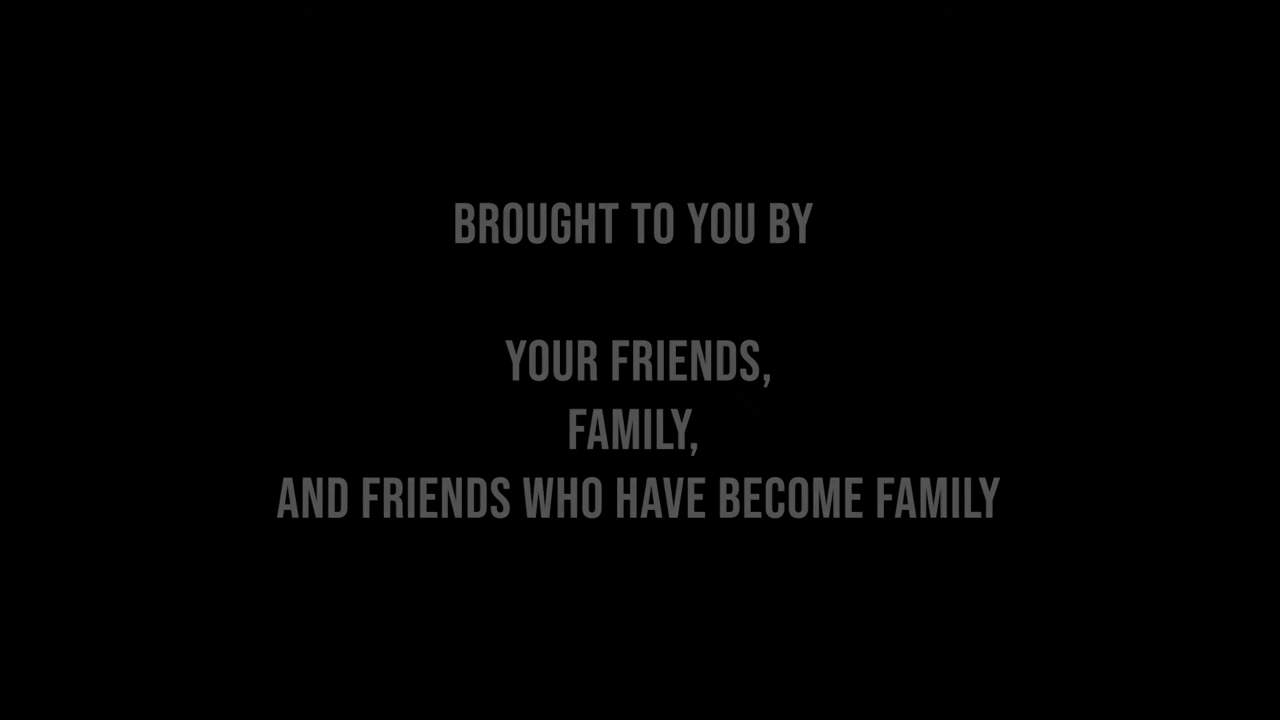 BROUGHT TO YOU BY
YOUR FRIENDS,
FAMILY,
AND FRIENDS WHO HAVE BECOME FAMILY